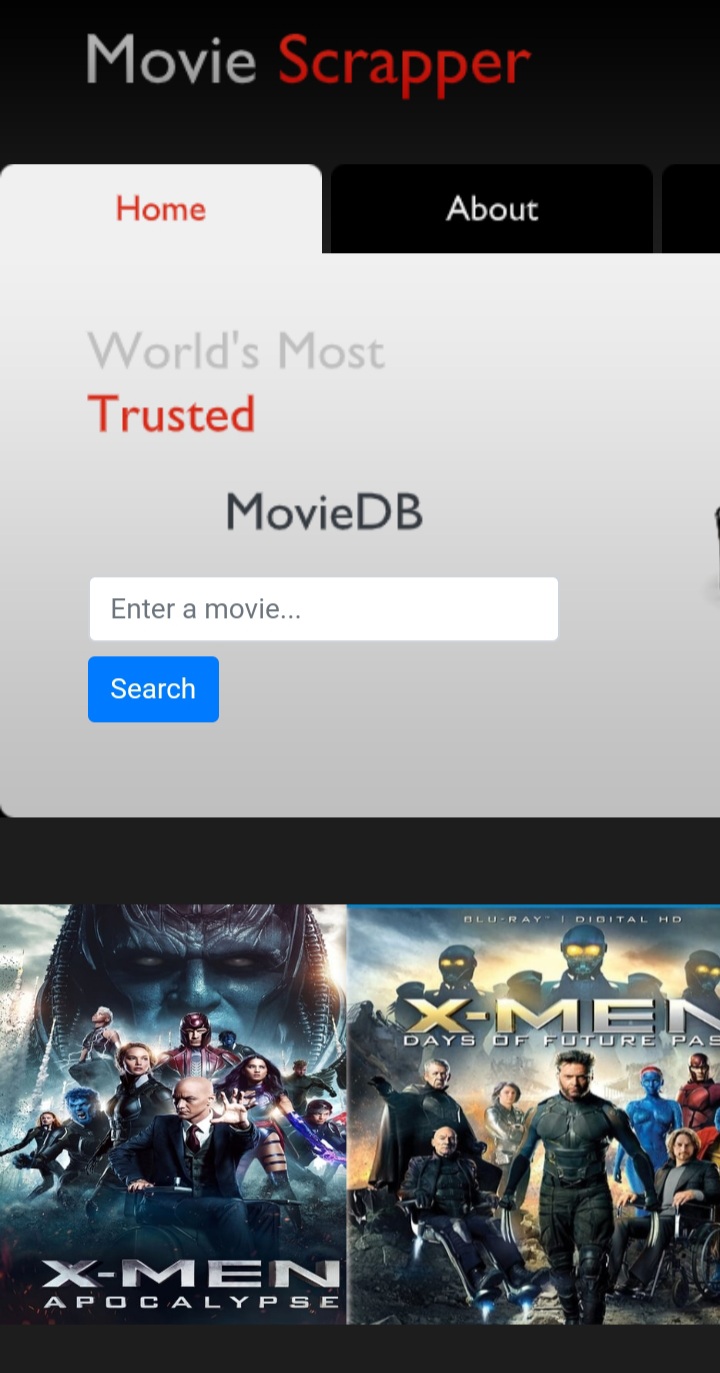 Movie Scrapper
Home
About
World's Most
Trusted
MovieDB
Enter a movie...
Search
BLU-RAY™ | DIGITAL HD
X-MEN
DAYS OF FUTURE PAS
X-MEN
APOCALYPSE